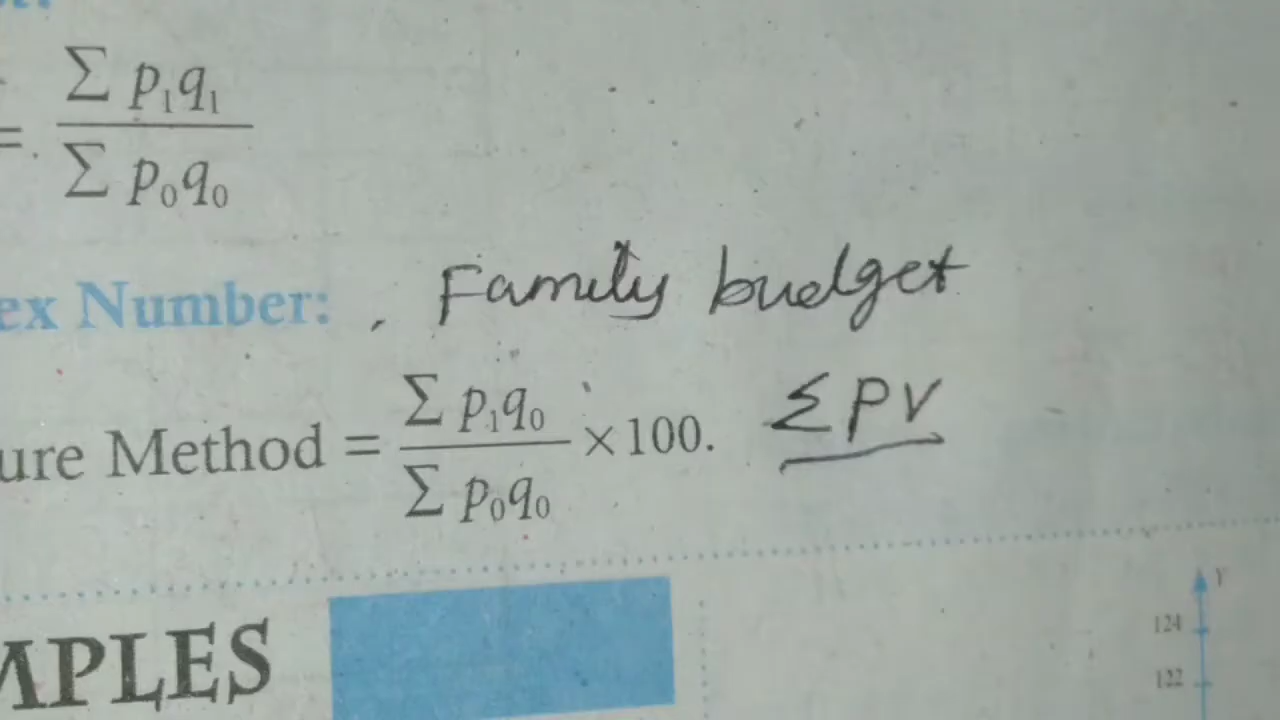 = Σ p₁q₁ / Σ p₀q₀
ex Number: , Family budget
ure Method = Σ p₁q₀ / Σ p₀q₀ ×100. ΣPV
MPLES
Y
124
122